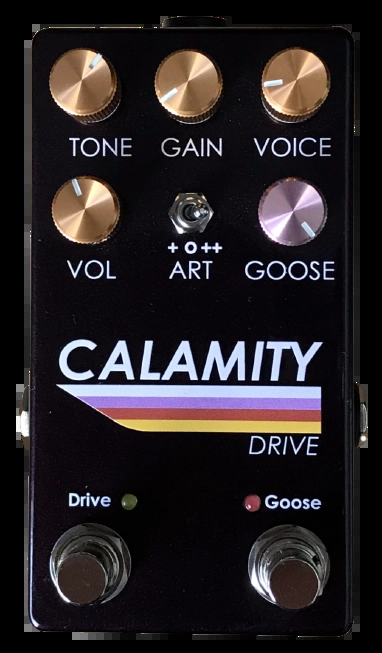 TONE GAIN VOICE
+ O ++
VOL ART GOOSE
CALAMITY
DRIVE
Drive Goose